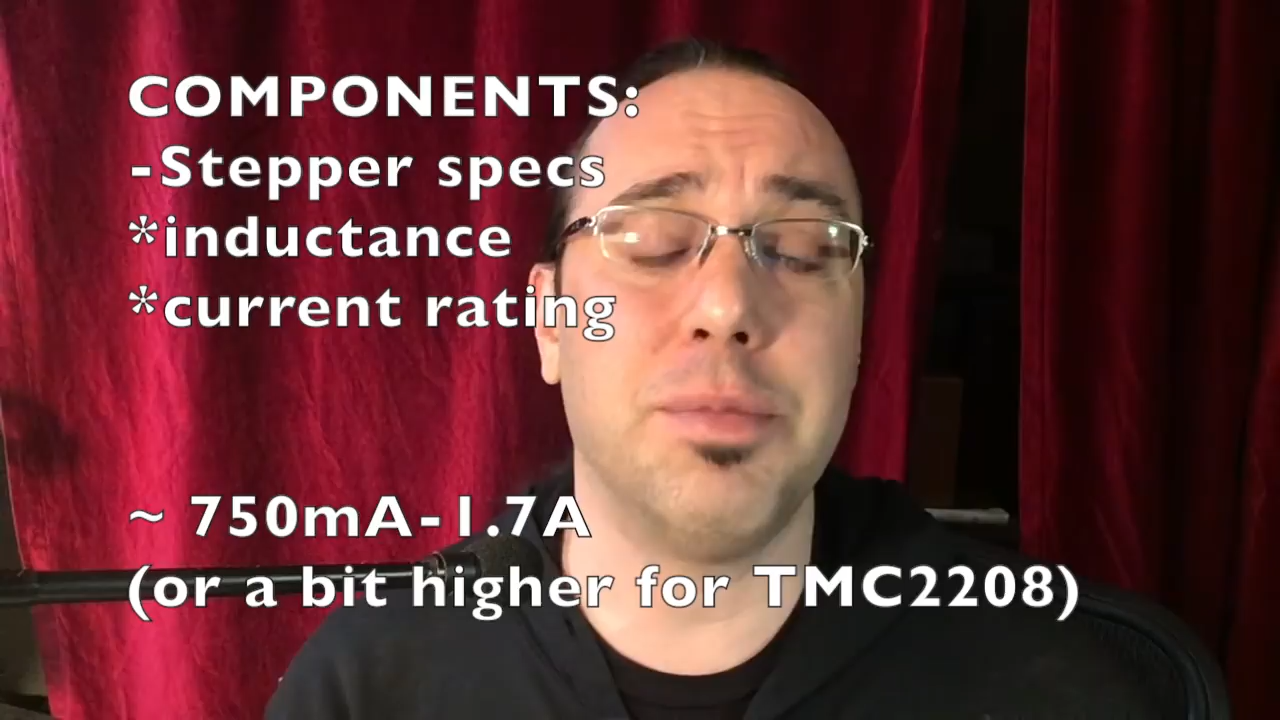 COMPONENTS:
-Stepper specs
*inductance
*current rating
~ 750mA-1.7A
(or a bit higher for TMC2208)